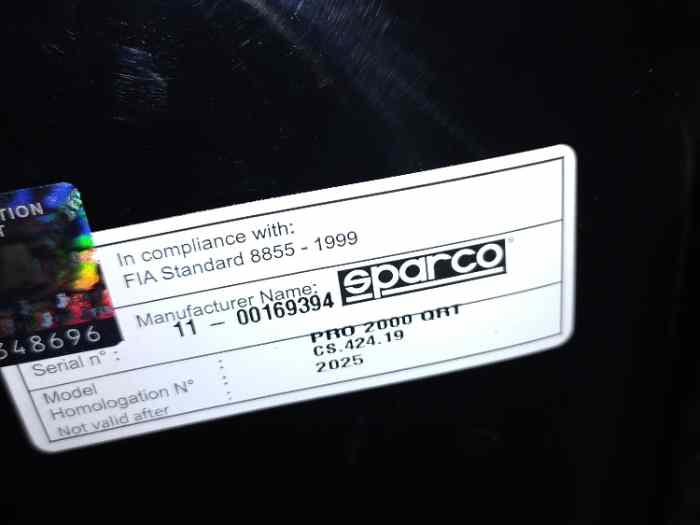 TION
T
348696
In compliance with:
FIA Standard 8855 - 1999
Manufacturer Name: sparco
11 - 00169394
Serial n° :
Model : PRO 2000 QRT
Homologation N° : CS.424.19
Not valid after : 2025